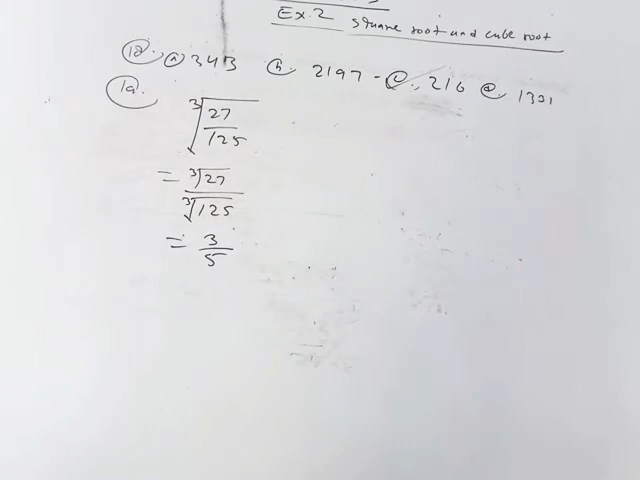 Ex. 2 square root and cube root
18. a 343 b. 2197 - c. 216 d. 1331
19.
∛(27/125)
= ∛27/∛125
= 3/5